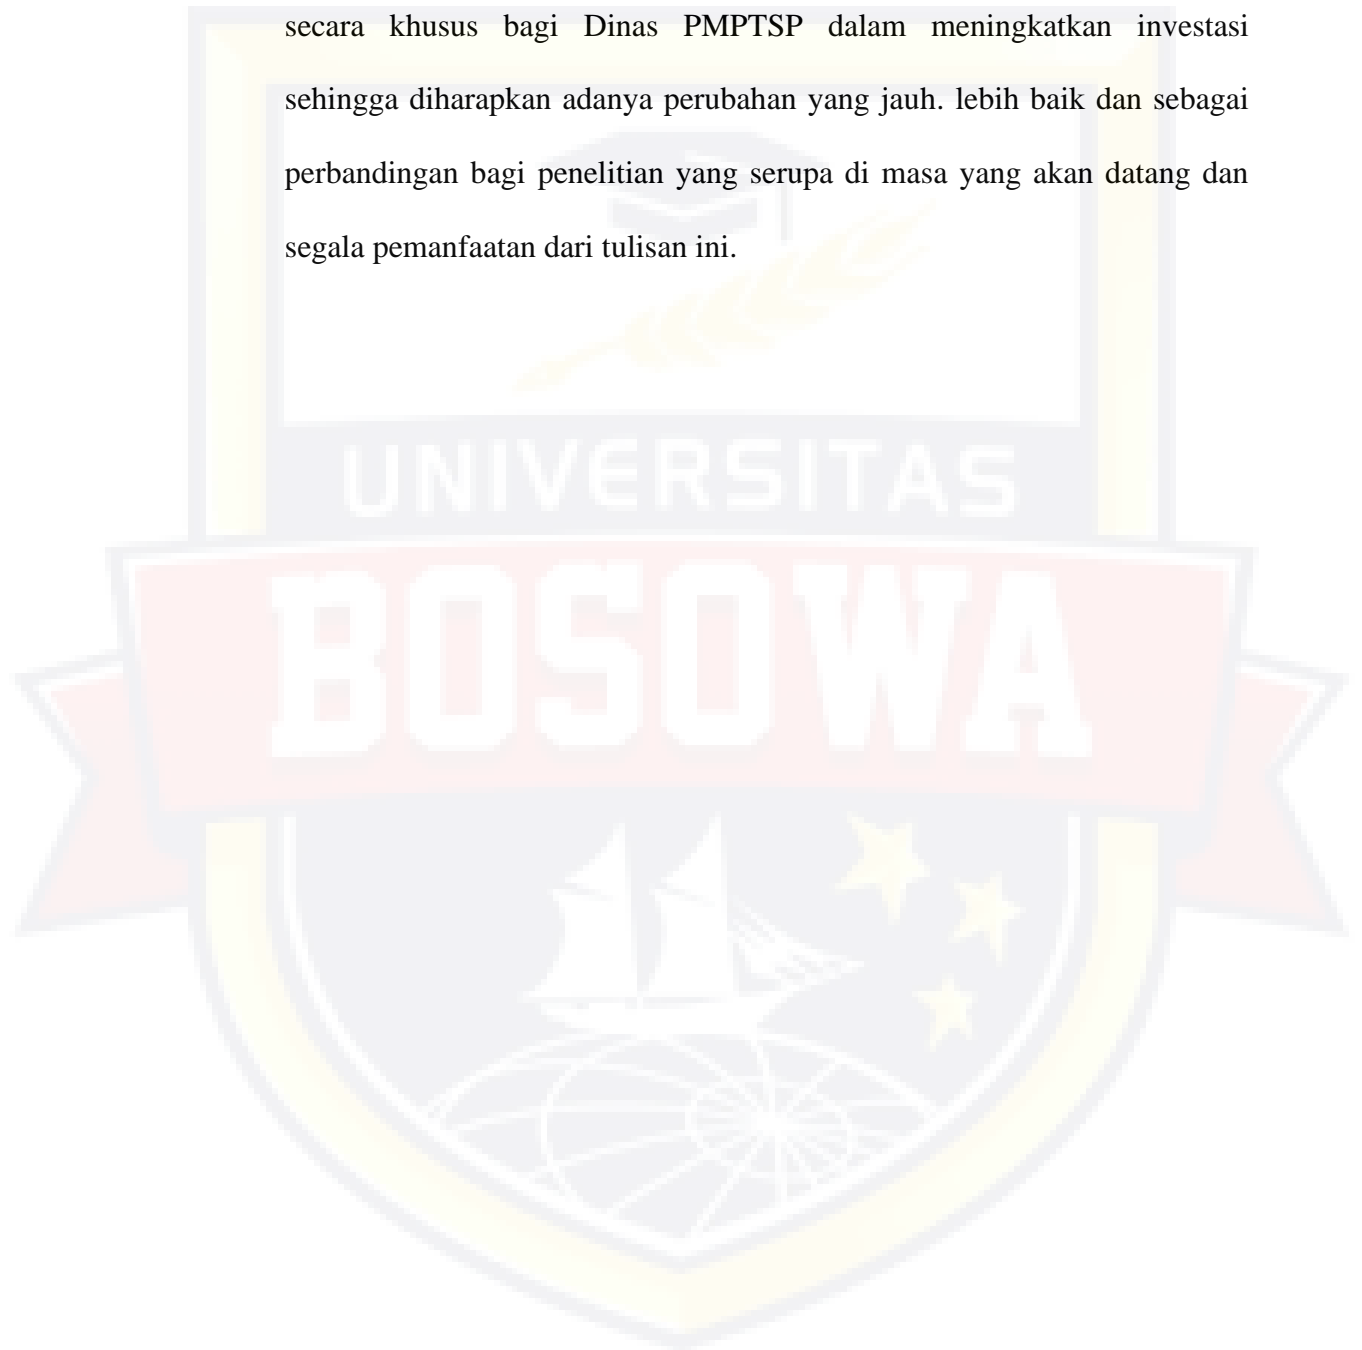 secara khusus bagi Dinas PMPTSP dalam meningkatkan investasi
sehingga diharapkan adanya perubahan yang jauh. lebih baik dan sebagai
perbandingan bagi penelitian yang serupa di masa yang akan datang dan
segala pemanfaatan dari tulisan ini.
UNIVERSITAS
BOSOWA